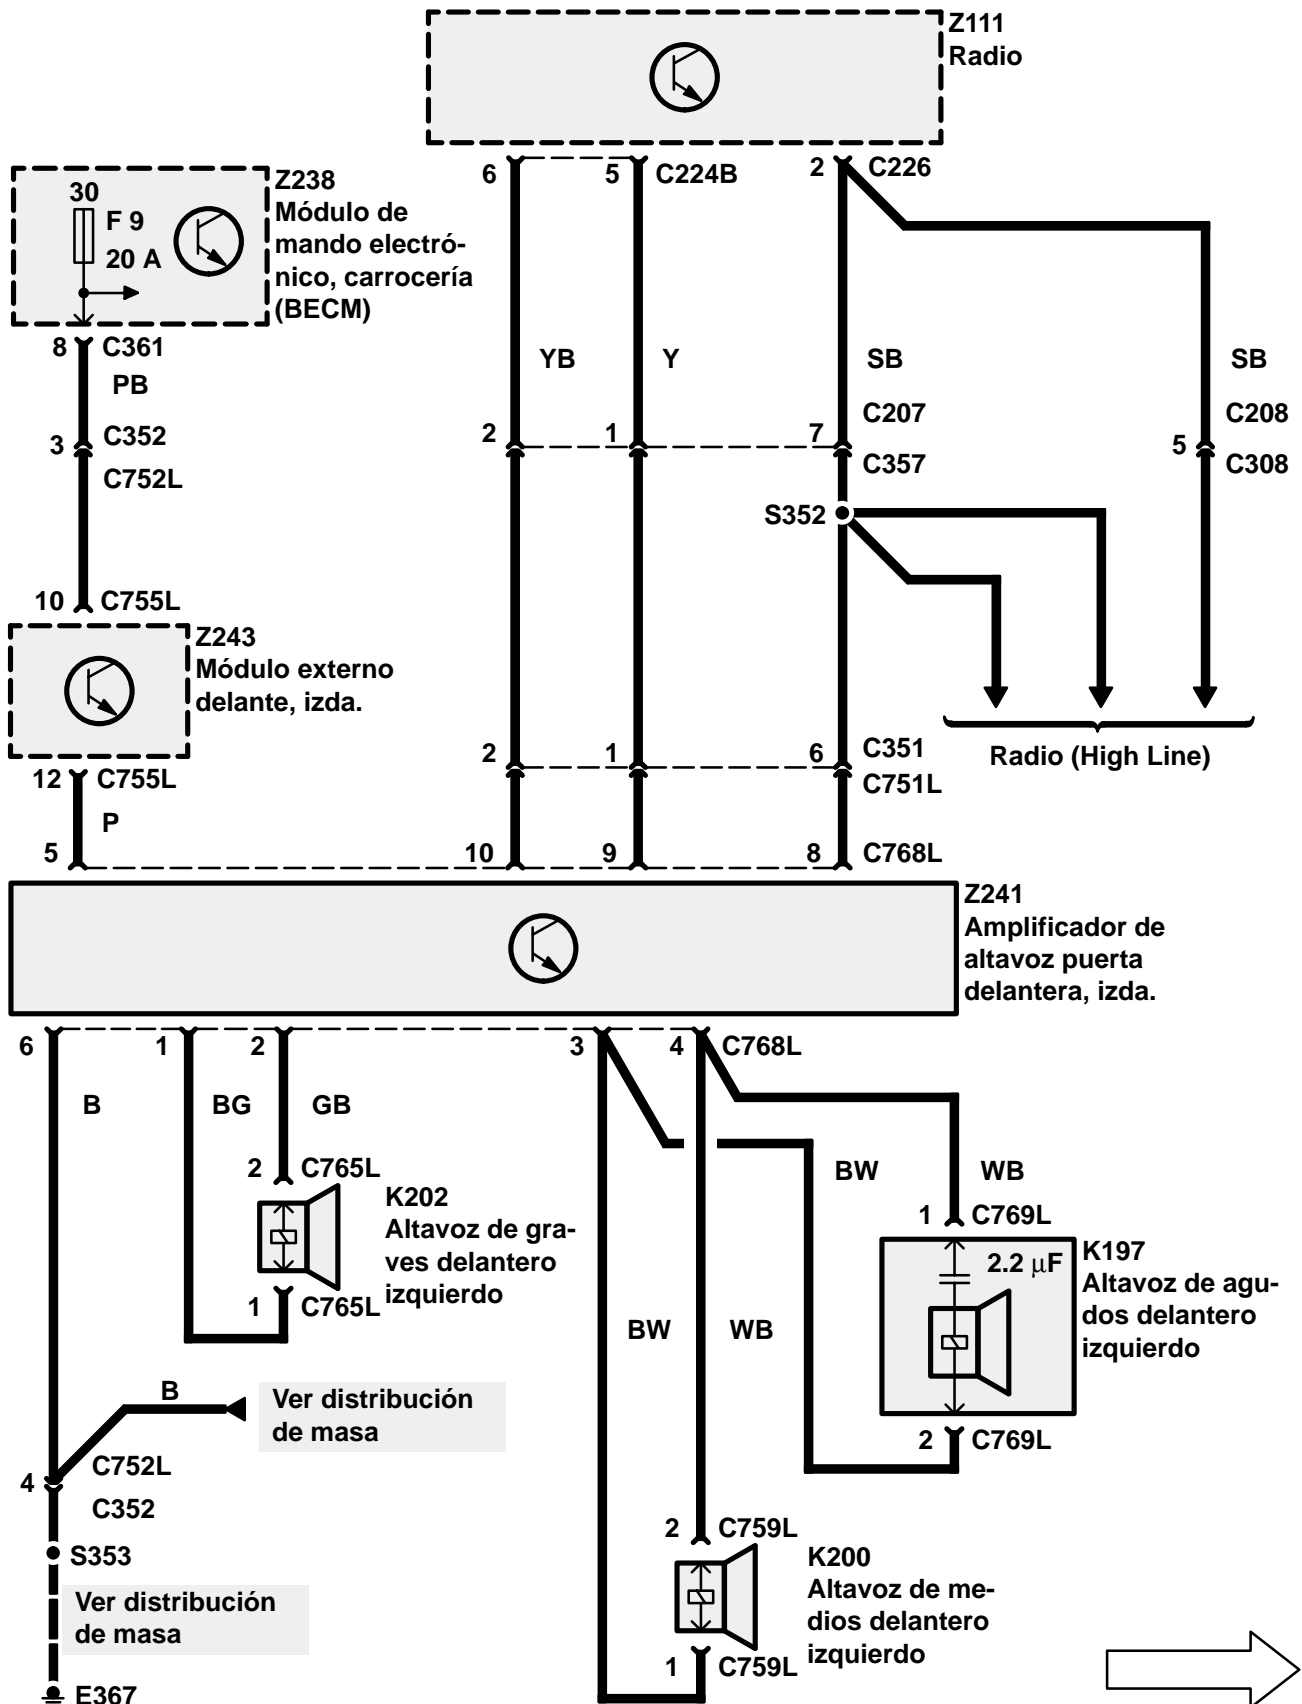 Z111
Radio
6
5
C224B
2
C226
Z238
Módulo de
mando electró-
nico, carrocería
(BECM)
30
F 9
20 A
8
C361
PB
YB
Y
SB
SB
C207
C208
3
C352
2
1
7
5
C752L
C357
C308
S352
10
C755L
Z243
Módulo externo
delante, izda.
2
1
6
C351
C751L
Radio (High Line)
12
C755L
P
5
10
9
8
C768L
Z241
Amplificador de
altavoz puerta
delantera, izda.
6
1
2
3
4
C768L
B
BG
GB
2
C765L
K202
Altavoz de gra-
ves delantero
izquierdo
1
C765L
BW
WB
1
C769L
2.2 µF
K197
Altavoz de agu-
dos delantero
izquierdo
BW
WB
2
C769L
B
Ver distribución
de masa
4
C752L
C352
S353
Ver distribución
de masa
E367
2
C759L
K200
Altavoz de me-
dios delantero
izquierdo
1
C759L